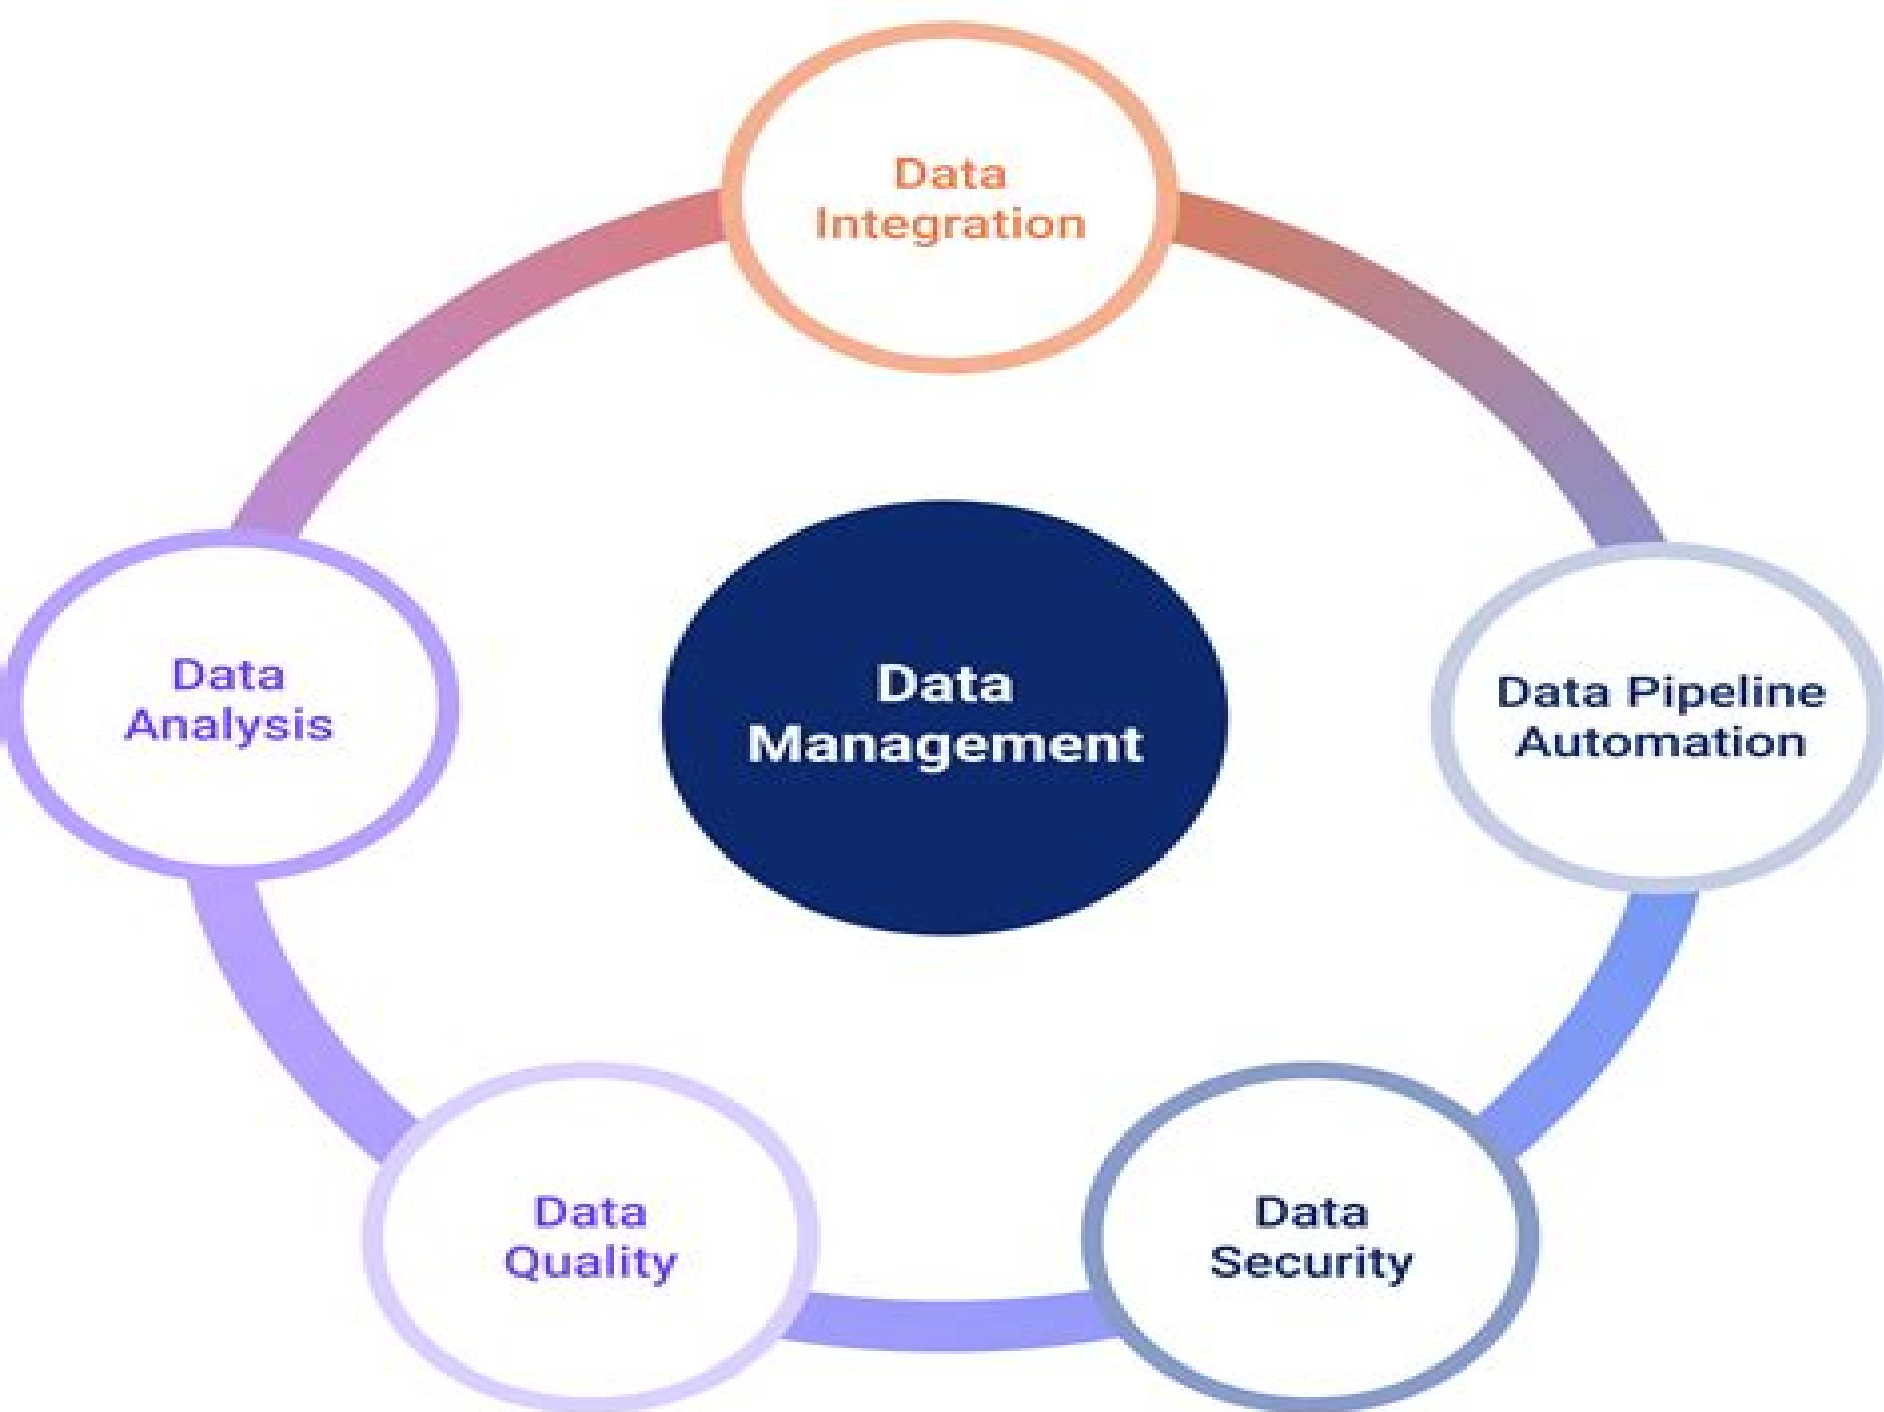 Data
Integration
Data
Analysis
Data
Management
Data Pipeline
Automation
Data
Quality
Data
Security